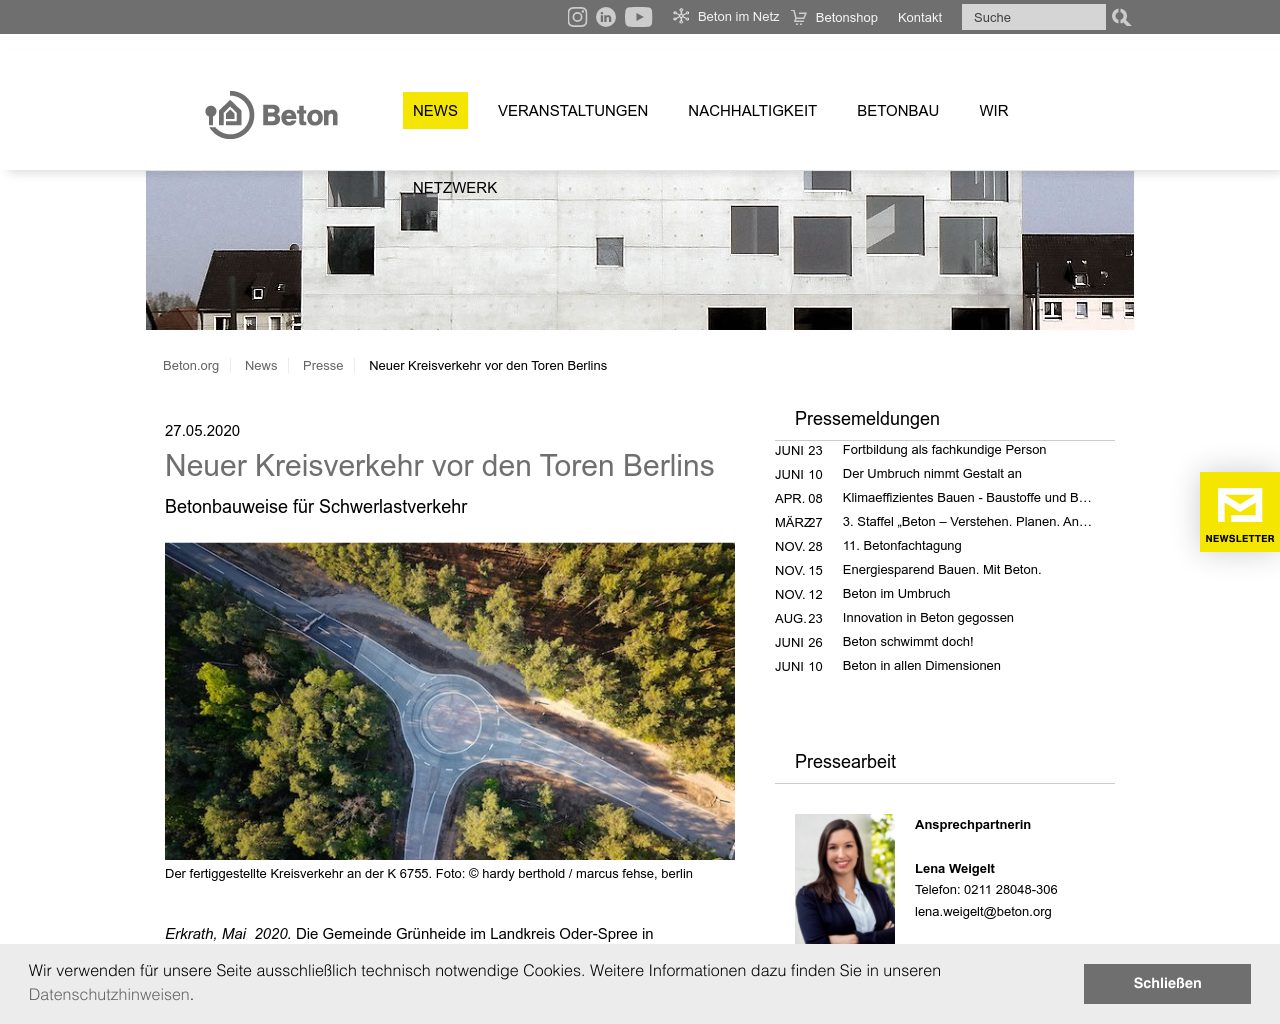 Beton im Netz
Betonshop
Kontakt
Suche
Beton
NEWS
VERANSTALTUNGEN
NACHHALTIGKEIT
BETONBAU
WIR
NETZWERK
Beton.org
News
Presse
Neuer Kreisverkehr vor den Toren Berlins
27.05.2020
Neuer Kreisverkehr vor den Toren Berlins
Betonbauweise für Schwerlastverkehr
Der fertiggestellte Kreisverkehr an der K 6755. Foto: © hardy berthold / marcus fehse, berlin
Erkrath, Mai 2020. Die Gemeinde Grünheide im Landkreis Oder-Spree in
Pressemeldungen
JUNI 23 Fortbildung als fachkundige Person
JUNI 10 Der Umbruch nimmt Gestalt an
APR. 08 Klimaeffizientes Bauen - Baustoffe und B…
MÄRZ27 3. Staffel „Beton – Verstehen. Planen. An…
NOV. 28 11. Betonfachtagung
NOV. 15 Energiesparend Bauen. Mit Beton.
NOV. 12 Beton im Umbruch
AUG. 23 Innovation in Beton gegossen
JUNI 26 Beton schwimmt doch!
JUNI 10 Beton in allen Dimensionen
NEWSLETTER
Pressearbeit
Ansprechpartnerin
Lena Weigelt
Telefon: 0211 28048-306
lena.weigelt@beton.org
Wir verwenden für unsere Seite ausschließlich technisch notwendige Cookies. Weitere Informationen dazu finden Sie in unseren
Datenschutzhinweisen.
Schließen